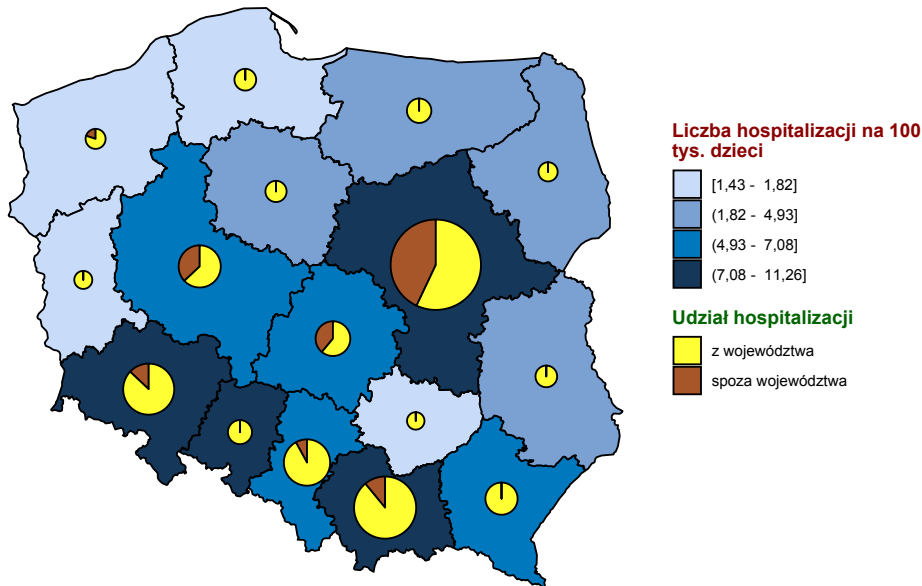 Liczba hospitalizacji na 100
tys. dzieci
[1,43 - 1,82]
(1,82 - 4,93]
(4,93 - 7,08]
(7,08 - 11,26]
Udział hospitalizacji
z województwa
spoza województwa